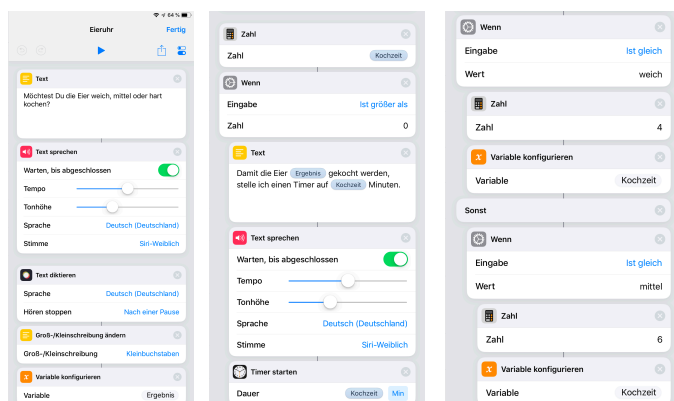 64 %
Eieruhr
Fertig
Text
Möchtest Du die Eier weich, mittel oder hart
kochen?
Text sprechen
Warten, bis abgeschlossen
Tempo
Tonhöhe
Sprache Deutsch (Deutschland)
Stimme Siri-Weiblich
Text diktieren
Sprache Deutsch (Deutschland)
Hören stoppen Nach einer Pause
Groß-/Kleinschreibung ändern
Groß-/Kleinschreibung Kleinbuchstaben
x Variable konfigurieren
Variable Ergebnis
Zahl
Zahl Kochzeit
Wenn
Eingabe Ist größer als
Zahl 0
Text
Damit die Eier Ergebnis gekocht werden,
stelle ich einen Timer auf Kochzeit Minuten.
Text sprechen
Warten, bis abgeschlossen
Tempo
Tonhöhe
Sprache Deutsch (Deutschland)
Stimme Siri-Weiblich
Timer starten
Dauer Kochzeit Min
Wenn
Eingabe Ist gleich
Wert weich
Zahl
Zahl 4
x Variable konfigurieren
Variable Kochzeit
Sonst
Wenn
Eingabe Ist gleich
Wert mittel
Zahl
Zahl 6
x Variable konfigurieren
Variable Kochzeit